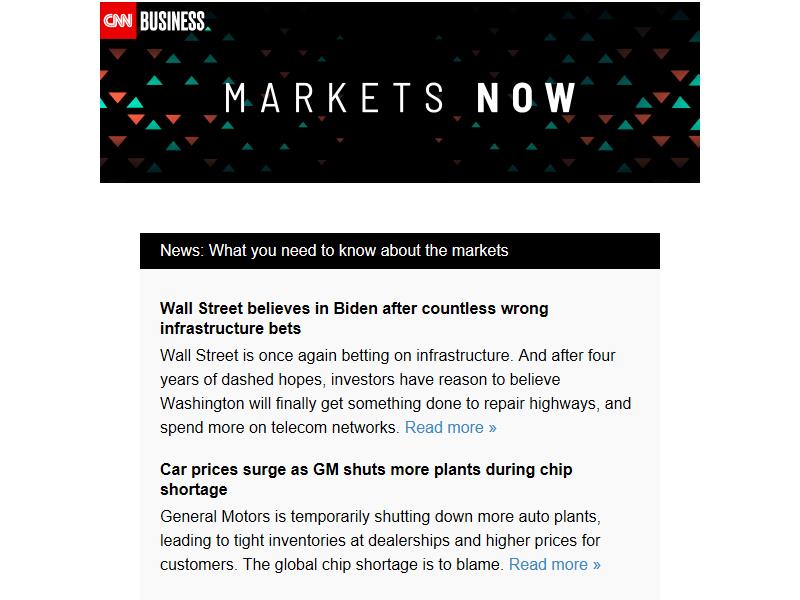 CNN BUSINESS
MARKETS NOW
News: What you need to know about the markets
Wall Street believes in Biden after countless wrong
infrastructure bets
Wall Street is once again betting on infrastructure. And after four
years of dashed hopes, investors have reason to believe
Washington will finally get something done to repair highways, and
spend more on telecom networks. Read more »
Car prices surge as GM shuts more plants during chip
shortage
General Motors is temporarily shutting down more auto plants,
leading to tight inventories at dealerships and higher prices for
customers. The global chip shortage is to blame. Read more »